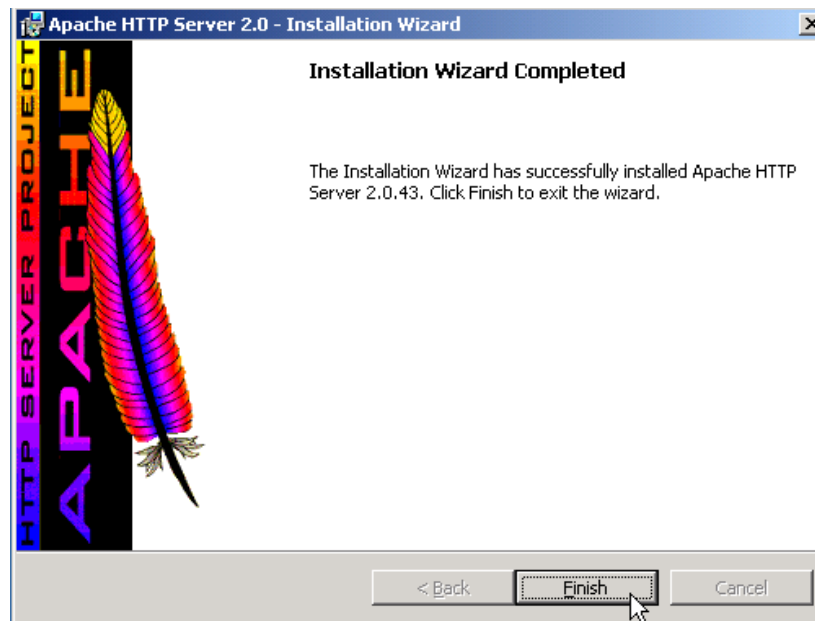 Apache HTTP Server 2.0 - Installation Wizard
HTTP SERVER PROJECT
APACHE
Installation Wizard Completed
The Installation Wizard has successfully installed Apache HTTP
Server 2.0.43. Click Finish to exit the wizard.
< Back
Finish
Cancel